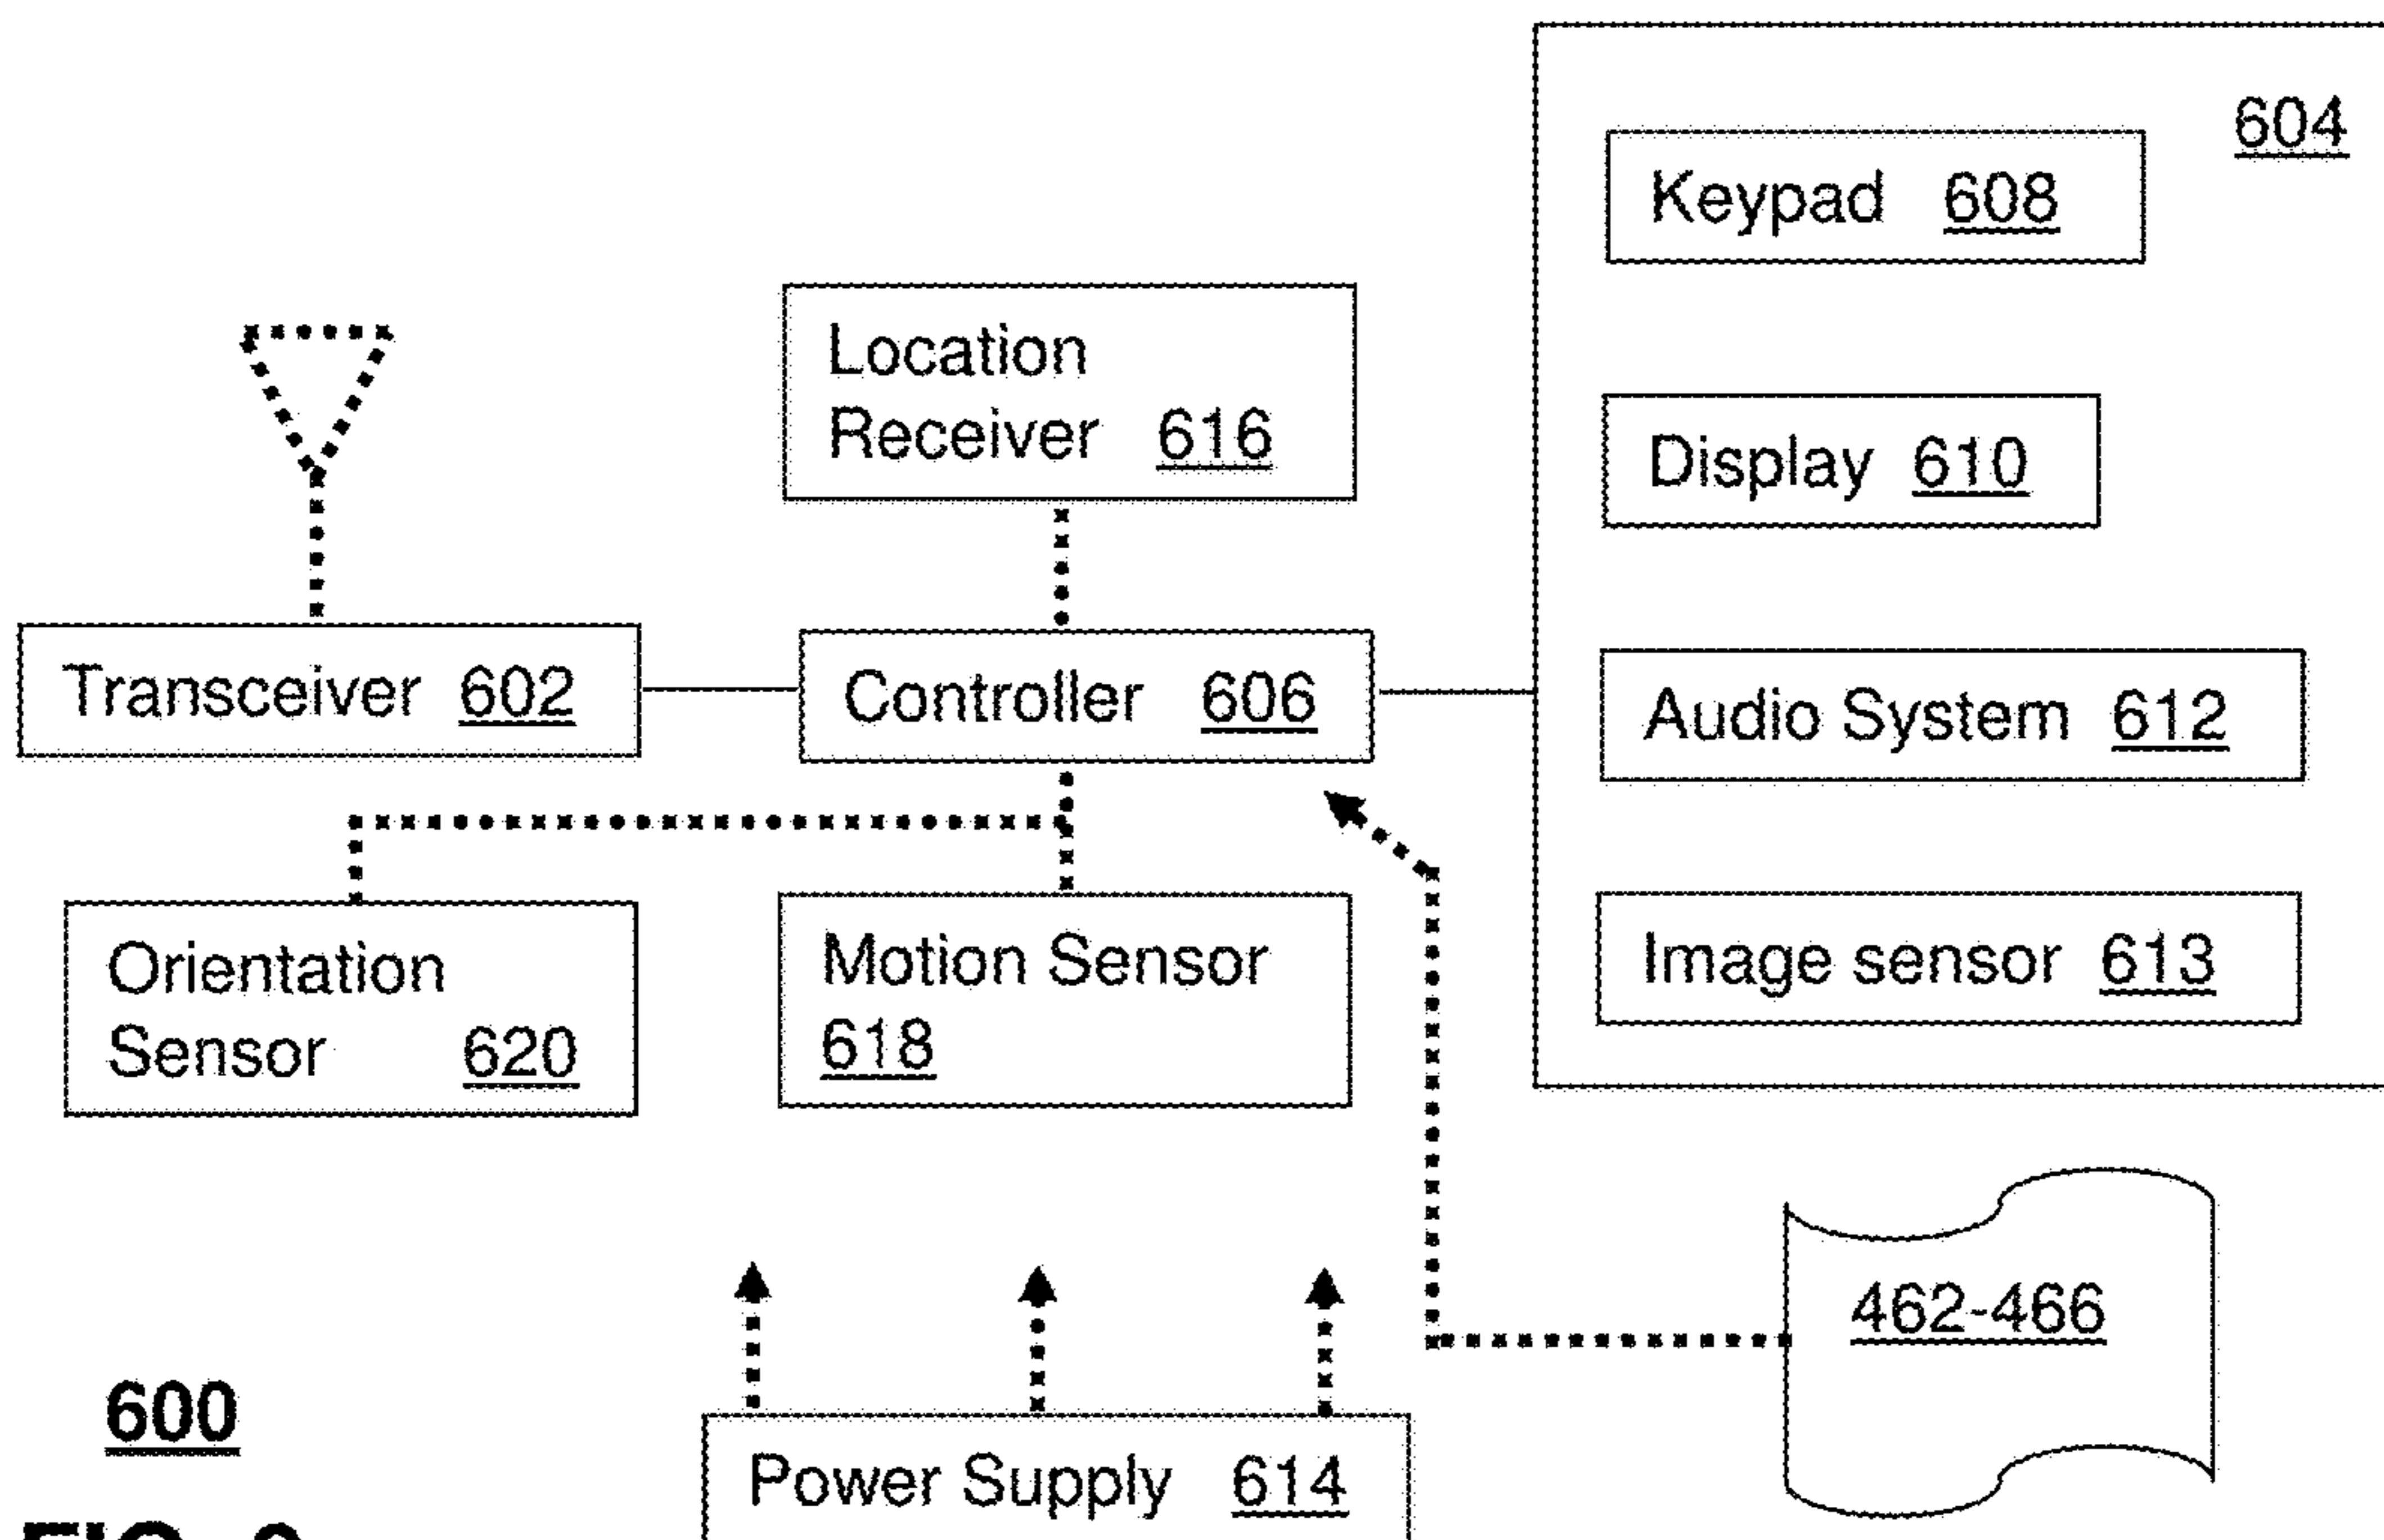 604
Keypad 608
Location
Receiver 616
Display 610
Transceiver 602
Controller 606
Audio System 612
Orientation
Sensor 620
Motion Sensor
618
Image sensor 613
462-466
600
Power Supply 614